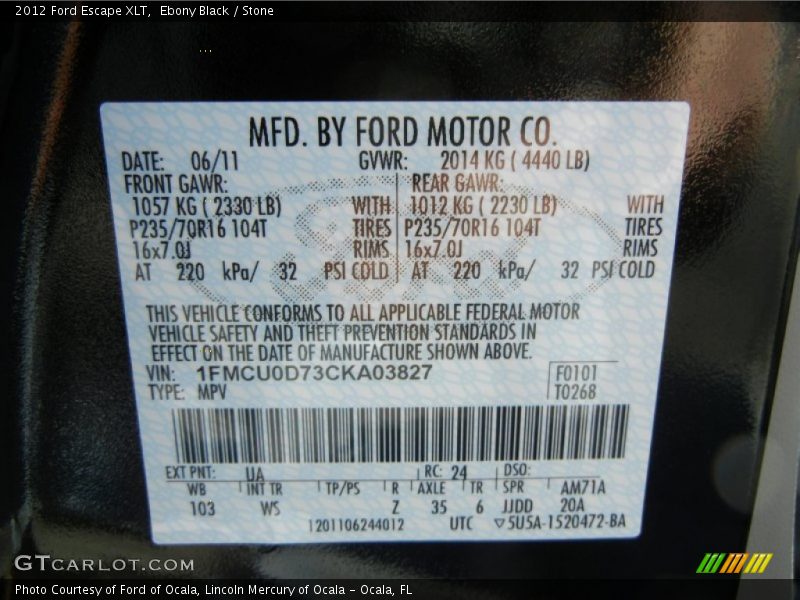 2012 Ford Escape XLT, Ebony Black / Stone
MFD. BY FORD MOTOR CO.
DATE: 06/11 GVWR: 2014 KG ( 4440 LB)
FRONT GAWR: REAR GAWR:
1057 KG ( 2330 LB) WITH 1012 KG ( 2230 LB) WITH
P235/70R16 104T TIRES P235/70R16 104T TIRES
16x7.0J RIMS 16x7.0J RIMS
AT 220 kPa/ 32 PSI COLD AT 220 kPa/ 32 PSI COLD
THIS VEHICLE CONFORMS TO ALL APPLICABLE FEDERAL MOTOR
VEHICLE SAFETY AND THEFT PREVENTION STANDARDS IN
EFFECT ON THE DATE OF MANUFACTURE SHOWN ABOVE.
VIN: 1FMCU0D73CKA03827 F0101
TYPE: MPV T0268
EXT PNT: UA RC: 24 DSO:
WB INT TR TP/PS R AXLE TR SPR AM71A
103 WS Z 35 6 JJDD 20A
1201106244012 UTC ▽5U5A-1520472-BA
GTCARLOT.COM
Photo Courtesy of Ford of Ocala, Lincoln Mercury of Ocala - Ocala, FL